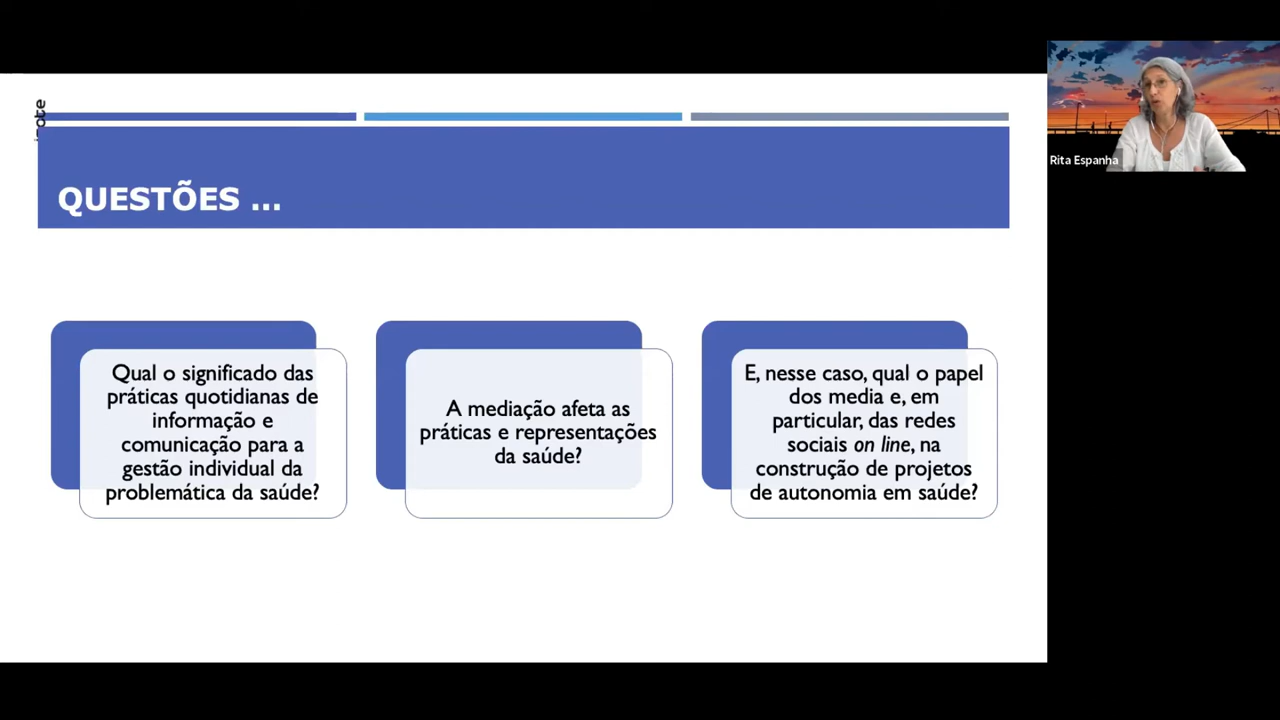 QUESTÕES ...
Qual o significado das
práticas quotidianas de
informação e
comunicação para a
gestão individual da
problemática da saúde?
A mediação afeta as
práticas e representações
da saúde?
E, nesse caso, qual o papel
dos media e, em
particular, das redes
sociais on line, na
construção de projetos
de autonomia em saúde?
Rita Espanha